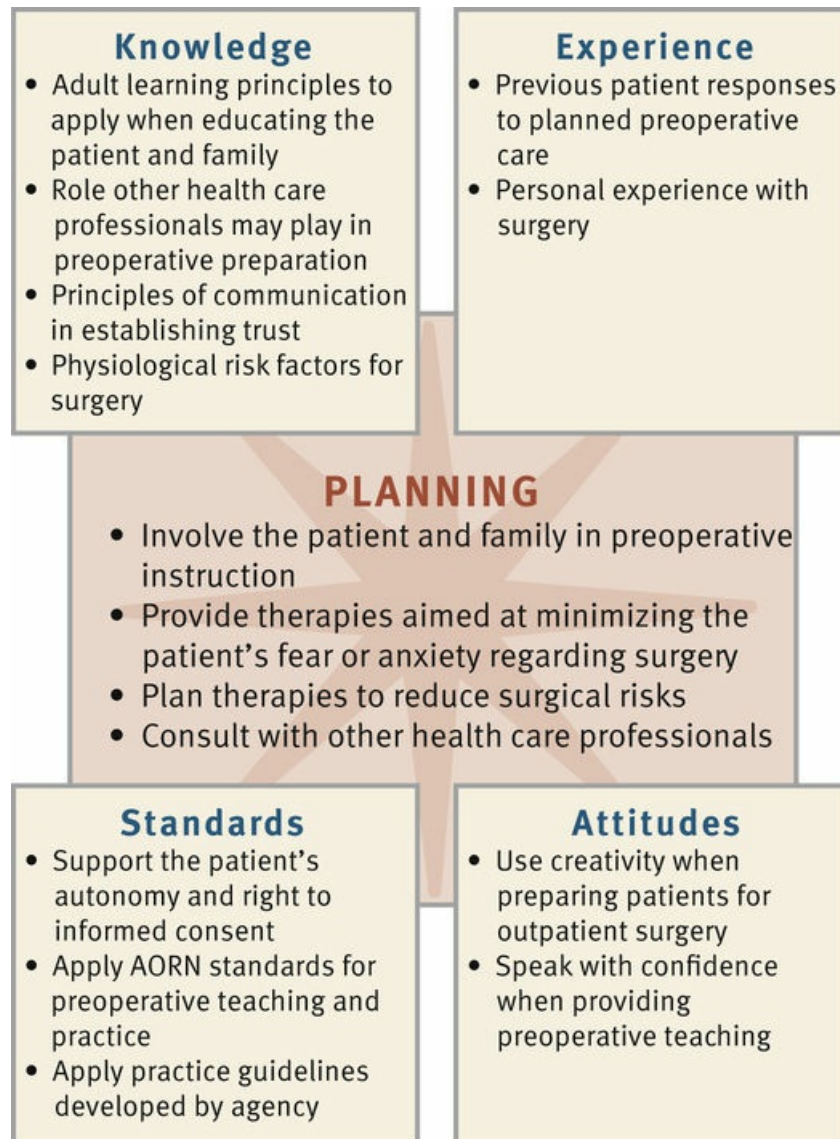 Knowledge
• Adult learning principles to
apply when educating the
patient and family
• Role other health care
professionals may play in
preoperative preparation
• Principles of communication
in establishing trust
• Physiological risk factors for
surgery
Experience
• Previous patient responses
to planned preoperative
care
• Personal experience with
surgery
PLANNING
• Involve the patient and family in preoperative
instruction
• Provide therapies aimed at minimizing the
patient’s fear or anxiety regarding surgery
• Plan therapies to reduce surgical risks
• Consult with other health care professionals
Standards
• Support the patient’s
autonomy and right to
informed consent
• Apply AORN standards for
preoperative teaching and
practice
• Apply practice guidelines
developed by agency
Attitudes
• Use creativity when
preparing patients for
outpatient surgery
• Speak with confidence
when providing
preoperative teaching